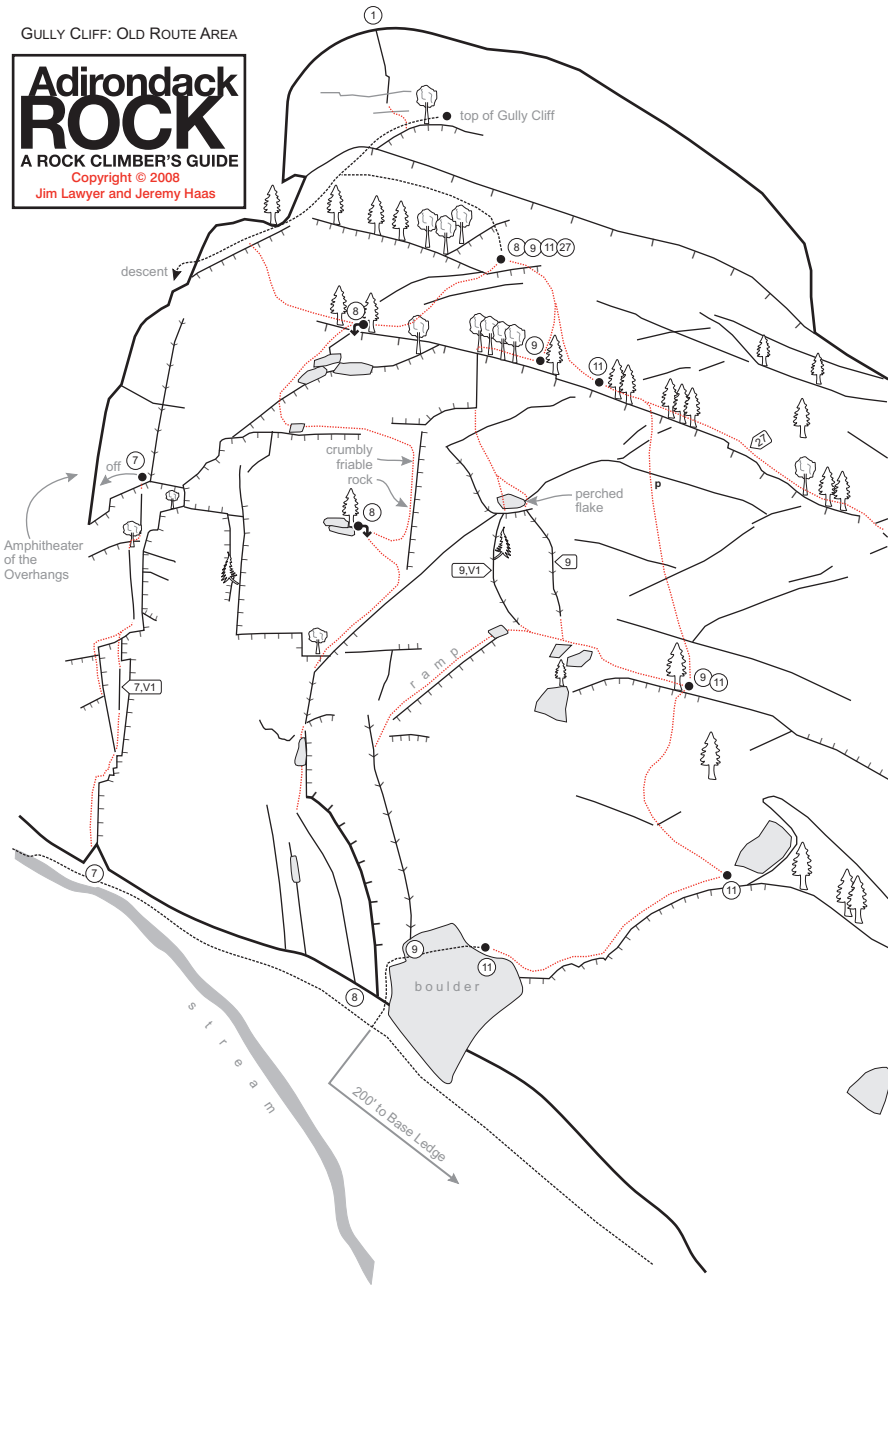 1
GULLY CLIFF: OLD ROUTE AREA
Adirondack
ROCK
A ROCK CLIMBER'S GUIDE
Copyright © 2008
Jim Lawyer and Jeremy Haas
top of Gully Cliff
descent
8 9 11 27
8
9
11
27
off
7
crumbly
friable
rock
p
perched
flake
8
Amphitheater
of the
Overhangs
9,V1
9
ramp
7,V1
9 11
7
11
9
11
boulder
8
stream
200' to Base Ledge